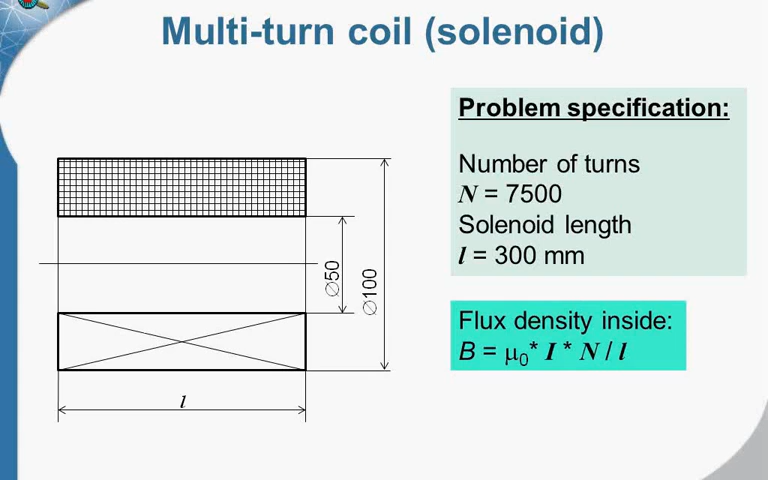 Multi-turn coil (solenoid)
Problem specification:
Number of turns
N = 7500
Solenoid length
l = 300 mm
∅50
∅100
Flux density inside:
B = μ₀* I * N / l
l